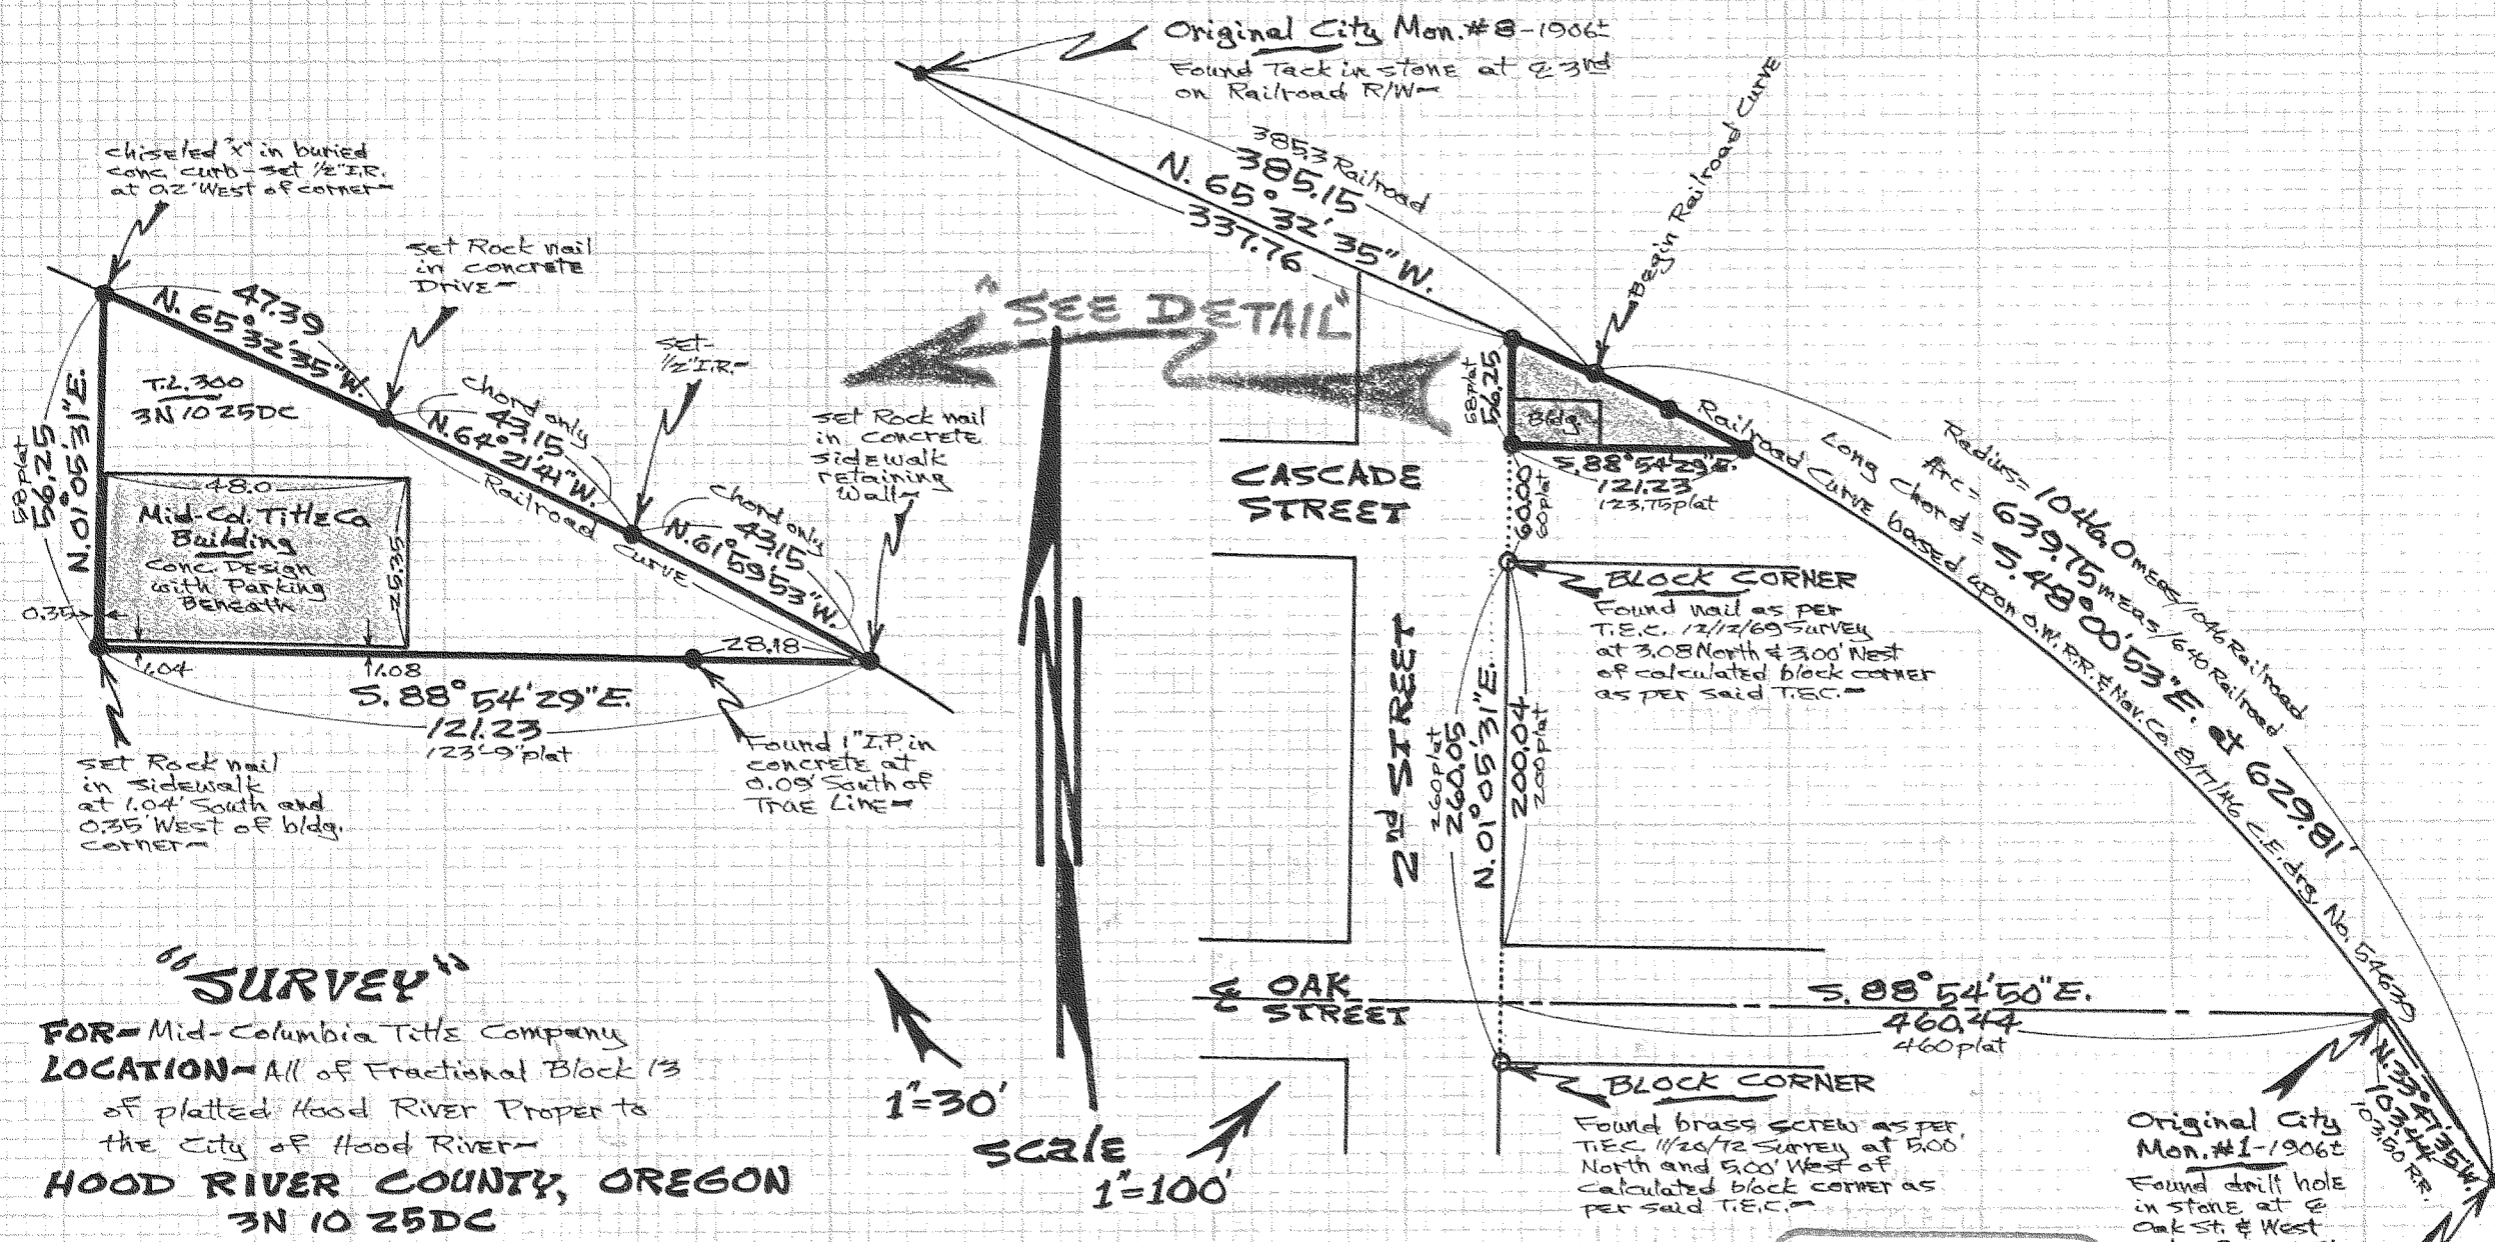 Original City Mon. #8-1906±
Found Tack in stone at ℄ 3rd
on Railroad R/W-
Begin Railroad Curve
385.3 Railroad
385.15
N. 65° 32' 35" W.
337.76
chiseled "x" in buried
conc. curb-set 1/2" I.R.
at 0.2' West of corner-
set Rock nail
in concrete
Drive-
47.39
N. 65° 32' 35" W.
set-
1/2" I.R.-
Chord only
43.15
N. 64° 21' 41" W.
set Rock nail
in concrete
sidewalk
retaining
Wall-
Chord only
43.15
N. 61° 59' 53" W.
Railroad Curve
T.L. 300
3N 10 25DC
58 plat
56.25
N. 01° 05' 31" E.
48.0
25.35
Mid-Col. Title Co
Building
Conc. Design
with Parking
Beneath
0.35
1.04
1.08
28.18
S. 88° 54' 29" E.
121.23
123'-9" plat
set Rock nail
in sidewalk
at 1.04' South and
0.35' West of bldg.
corner-
Found 1" I.P. in
concrete at
0.09' South of
True Line-
"SEE DETAIL"
58 plat
56.25
Bldg.
S. 88° 54' 29" E.
121.23
123.75 plat
60.00
60 plat
CASCADE
STREET
BLOCK CORNER
Found nail as per
T.E.C. 12/12/69 Survey
at 3.08 North & 3.00' West
of calculated block corner
as per said T.E.C.-
2nd STREET
260 plat
260.05
N. 01° 05' 31" E.
200.04
200 plat
Radius = 1046.0 meas/1046 Railroad
Arc = 639.75 meas/640 Railroad
Long Chord = S. 48° 00' 53" E. at 629.81'
Railroad Curve based upon O.W.R.R. & Nav. Co. 8/17/46 C.E. drg. No. 54630
℄ OAK
STREET
S. 88° 54' 50" E.
460.44
460 plat
BLOCK CORNER
Found brass screw as per
T.E.C. 11/20/72 Survey at 5.00'
North and 5.00' West of
Calculated block corner as
per said T.E.C.-
N. 33° 47' 35" W.
103.44
103.50 R.R.
Original City
Mon. #1-1906±
Found drill hole
in stone at ℄
Oak St. & West
"SURVEY"
FOR- Mid-Columbia Title Company
LOCATION- All of Fractional Block 13
of platted Hood River Proper to
the City of Hood River-
HOOD RIVER COUNTY, OREGON
3N 10 25DC
1"=30'
scale
1"=100'